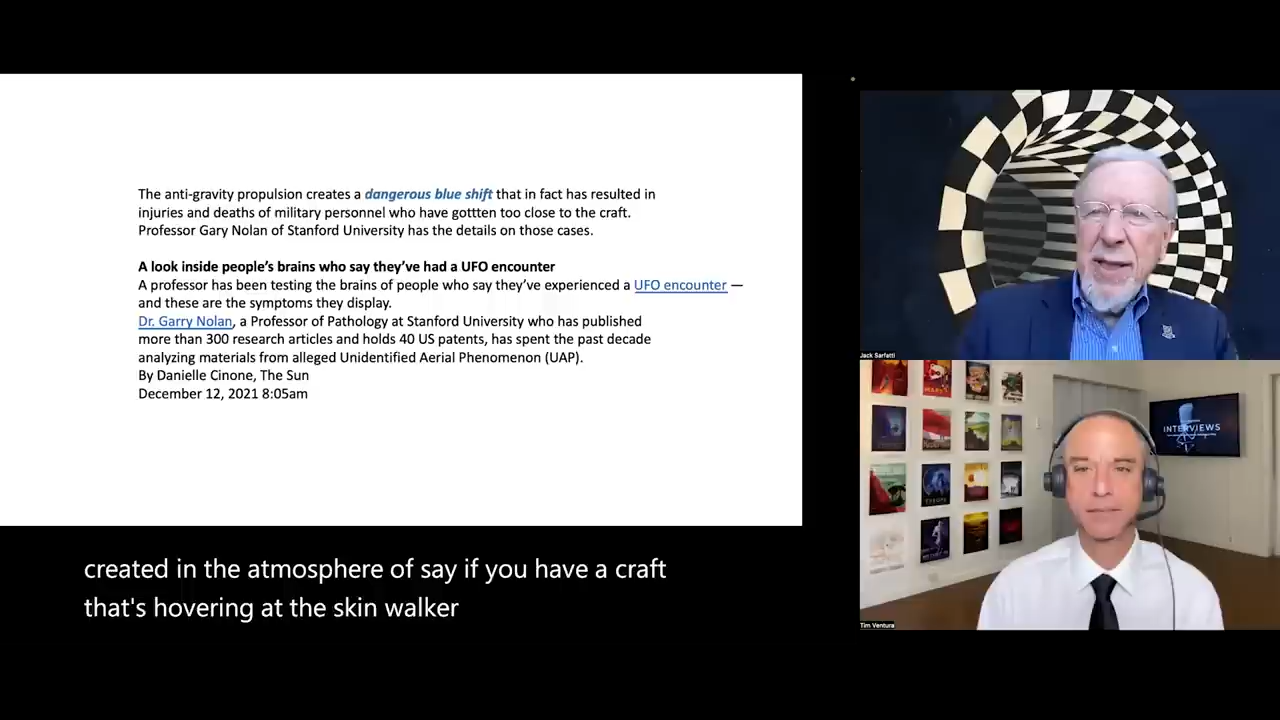 The anti-gravity propulsion creates a dangerous blue shift that in fact has resulted in
injuries and deaths of military personnel who have gottten too close to the craft.
Professor Gary Nolan of Stanford University has the details on those cases.
A look inside people's brains who say they've had a UFO encounter
A professor has been testing the brains of people who say they've experienced a UFO encounter —
and these are the symptoms they display.
Dr. Garry Nolan, a Professor of Pathology at Stanford University who has published
more than 300 research articles and holds 40 US patents, has spent the past decade
analyzing materials from alleged Unidentified Aerial Phenomenon (UAP).
By Danielle Cinone, The Sun
December 12, 2021 8:05am
Jack Sarfatti
INTERVIEWS
Tim Ventura
created in the atmosphere of say if you have a craft
that's hovering at the skin walker